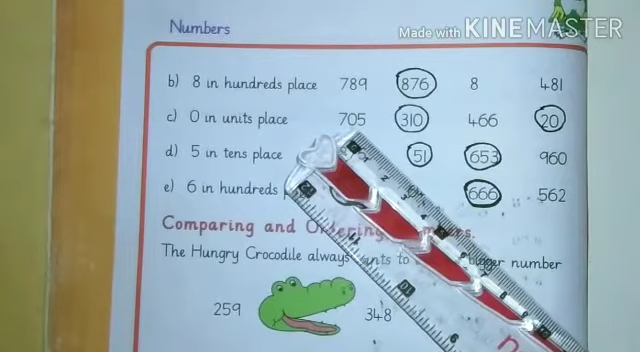 Made with KINEMASTER
Numbers
b) 8 in hundreds place 789 876 8 481
c) 0 in units place 705 310 466 20
d) 5 in tens place 51 653 960
e) 6 in hundreds 666 562
Comparing and Ordering
The Hungry Crocodile always to bigger number
259 348